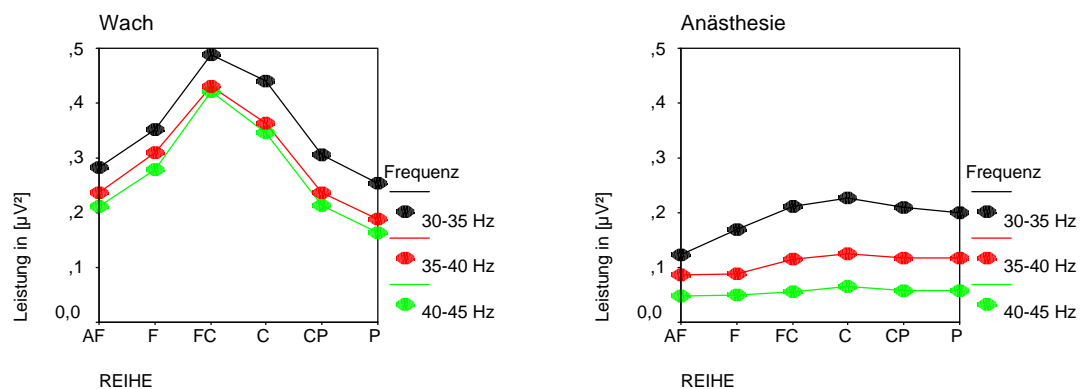 Wach
Leistung in [µV²]
,5
,4
,3
,2
,1
0,0
AF F FC C CP P
REIHE
Frequenz
30-35 Hz
35-40 Hz
40-45 Hz
Anästhesie
Leistung in [µV²]
,5
,4
,3
,2
,1
0,0
AF F FC C CP P
REIHE
Frequenz
30-35 Hz
35-40 Hz
40-45 Hz